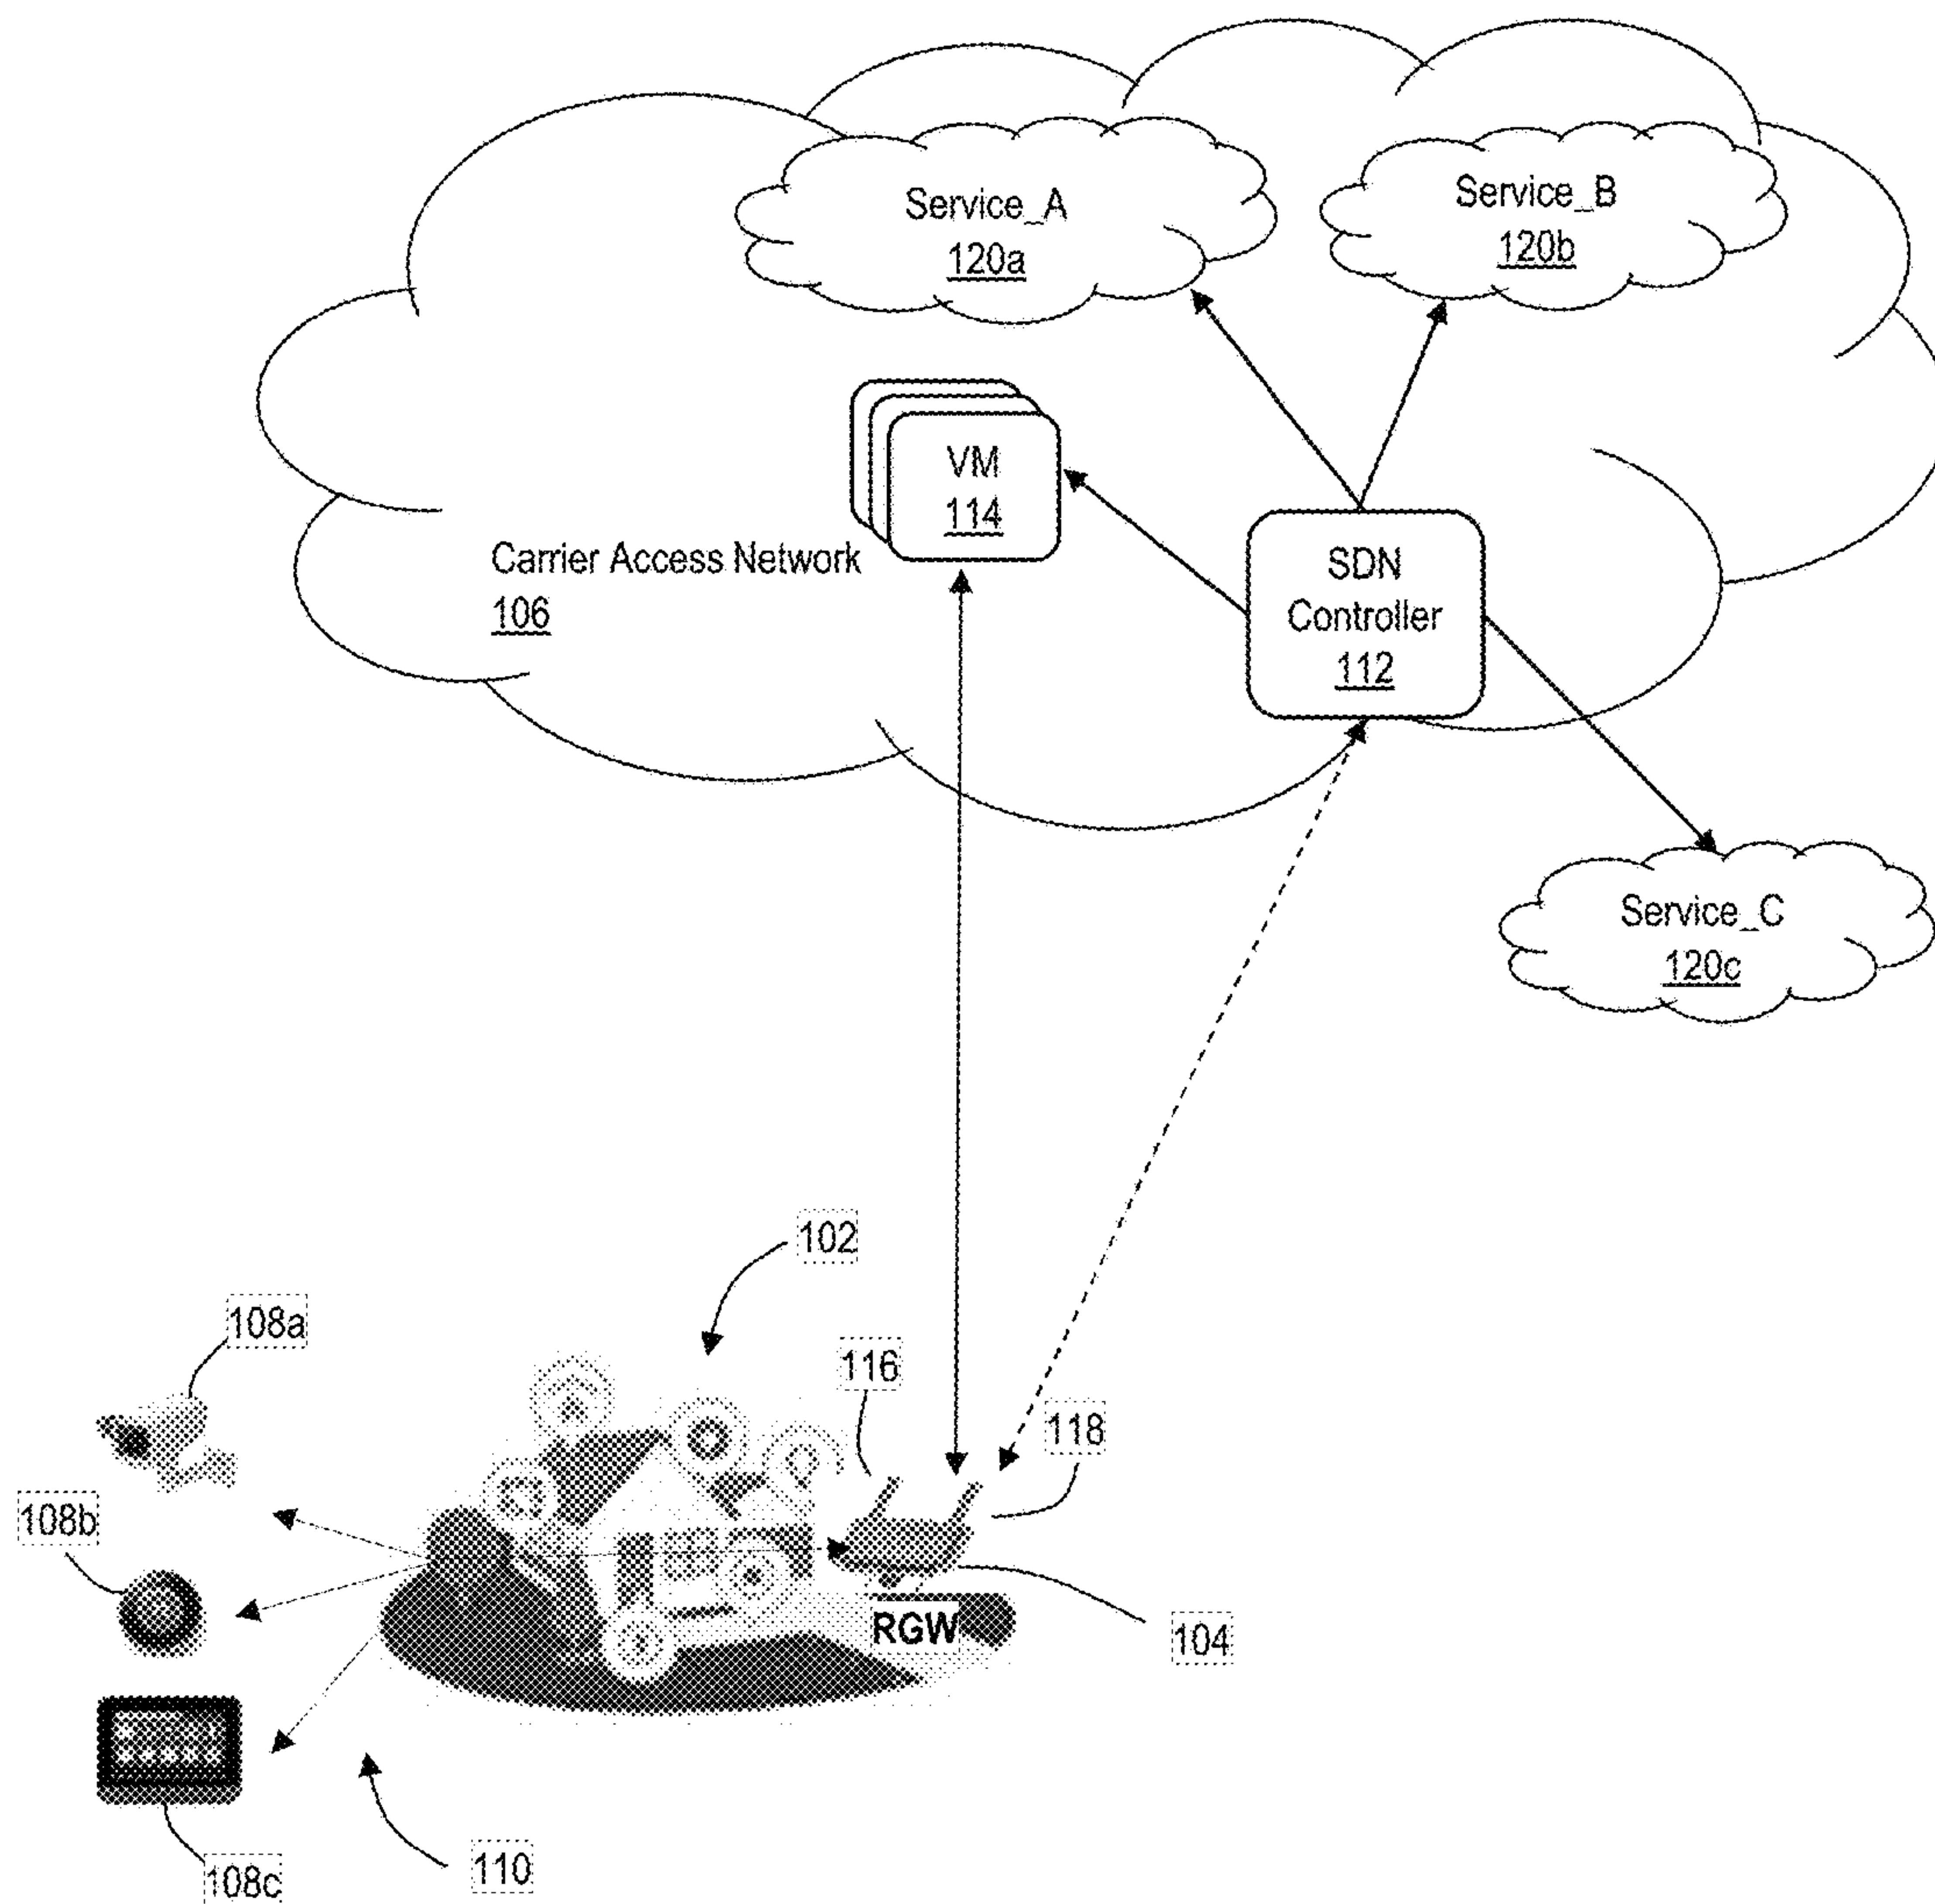 Service_A
120a
Service_B
120b
VM
114
Carrier Access Network
106
SDN
Controller
112
Service_C
120c
102
108a
116
118
108b
RGW
104
110
108c